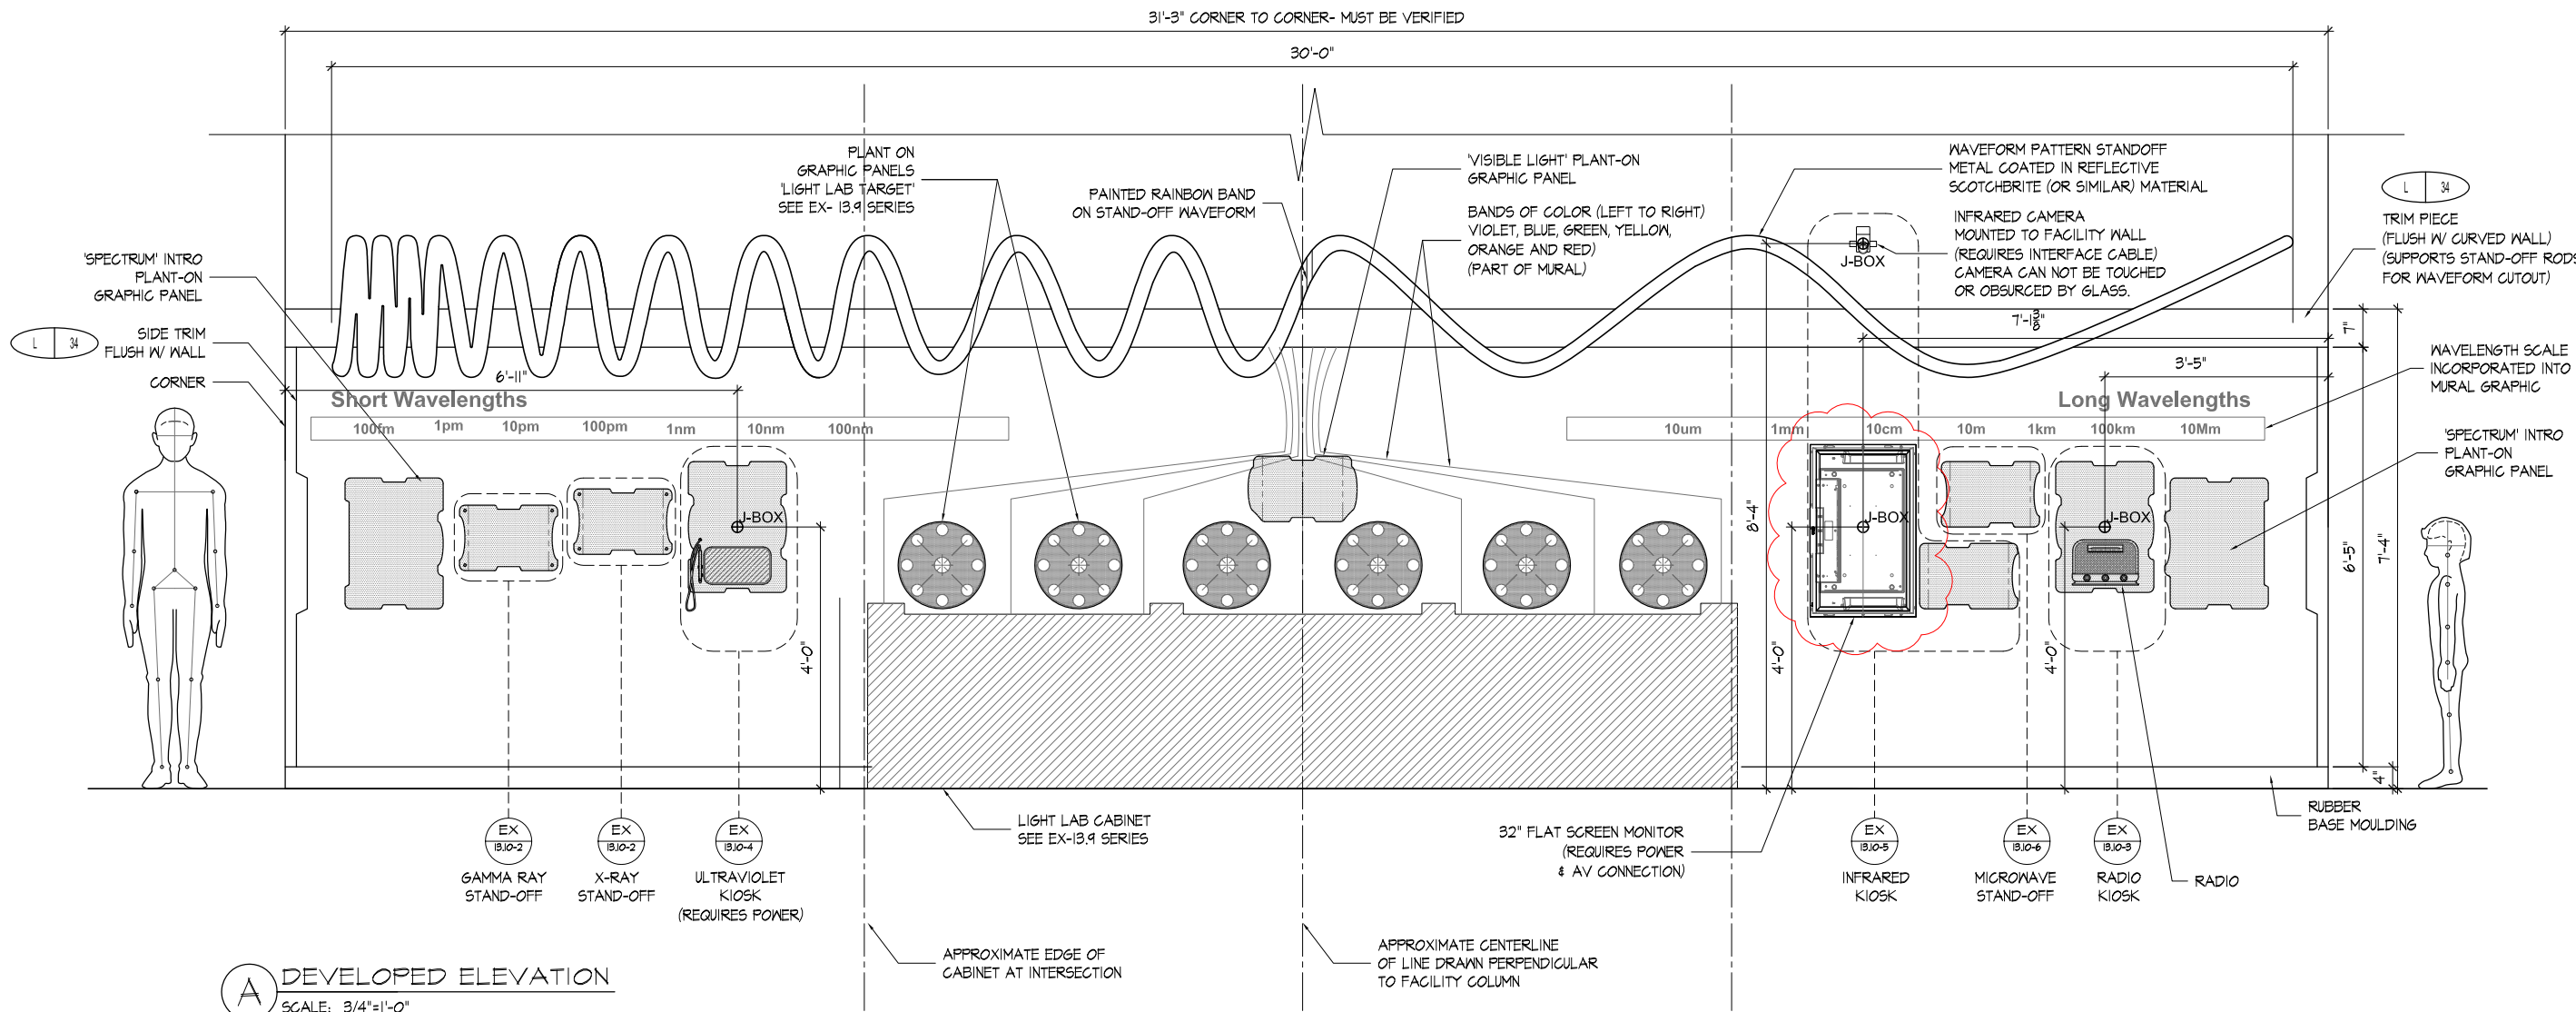 31'-3" CORNER TO CORNER- MUST BE VERIFIED
30'-0"
PLANT ON
GRAPHIC PANELS
'LIGHT LAB TARGET'
SEE EX- 13.9 SERIES
PAINTED RAINBOW BAND
ON STAND-OFF WAVEFORM
'VISIBLE LIGHT' PLANT-ON
GRAPHIC PANEL
BANDS OF COLOR (LEFT TO RIGHT)
VIOLET, BLUE, GREEN, YELLOW,
ORANGE AND RED)
(PART OF MURAL)
WAVEFORM PATTERN STANDOFF
METAL COATED IN REFLECTIVE
SCOTCHBRITE (OR SIMILAR) MATERIAL
INFRARED CAMERA
MOUNTED TO FACILITY WALL
(REQUIRES INTERFACE CABLE)
CAMERA CAN NOT BE TOUCHED
OR OBSURCED BY GLASS.
J-BOX
L 34
TRIM PIECE
(FLUSH W/ CURVED WALL)
(SUPPORTS STAND-OFF RODS
FOR WAVEFORM CUTOUT)
'SPECTRUM' INTRO
PLANT-ON
GRAPHIC PANEL
L 34
SIDE TRIM
FLUSH W/ WALL
CORNER
6'-11"
7'-1 3/8"
3'-5"
7"
WAVELENGTH SCALE
INCORPORATED INTO
MURAL GRAPHIC
'SPECTRUM' INTRO
PLANT-ON
GRAPHIC PANEL
Short Wavelengths
100fm 1pm 10pm 100pm 1nm 10nm 100nm
Long Wavelengths
10um 1mm 10cm 10m 1km 100km 10Mm
J-BOX
J-BOX
J-BOX
4'-0"
8'-4"
4'-0"
4'-0"
6'-5"
7'-4"
4"
RUBBER
BASE MOULDING
LIGHT LAB CABINET
SEE EX-13.9 SERIES
32" FLAT SCREEN MONITOR
(REQUIRES POWER
& AV CONNECTION)
EX
13.10-2
GAMMA RAY
STAND-OFF
EX
13.10-2
X-RAY
STAND-OFF
EX
13.10-4
ULTRAVIOLET
KIOSK
(REQUIRES POWER)
EX
13.10-5
INFRARED
KIOSK
EX
13.10-6
MICROWAVE
STAND-OFF
EX
13.10-3
RADIO
KIOSK
RADIO
APPROXIMATE EDGE OF
CABINET AT INTERSECTION
APPROXIMATE CENTERLINE
OF LINE DRAWN PERPENDICULAR
TO FACILITY COLUMN
A DEVELOPED ELEVATION
SCALE: 3/4"=1'-0"